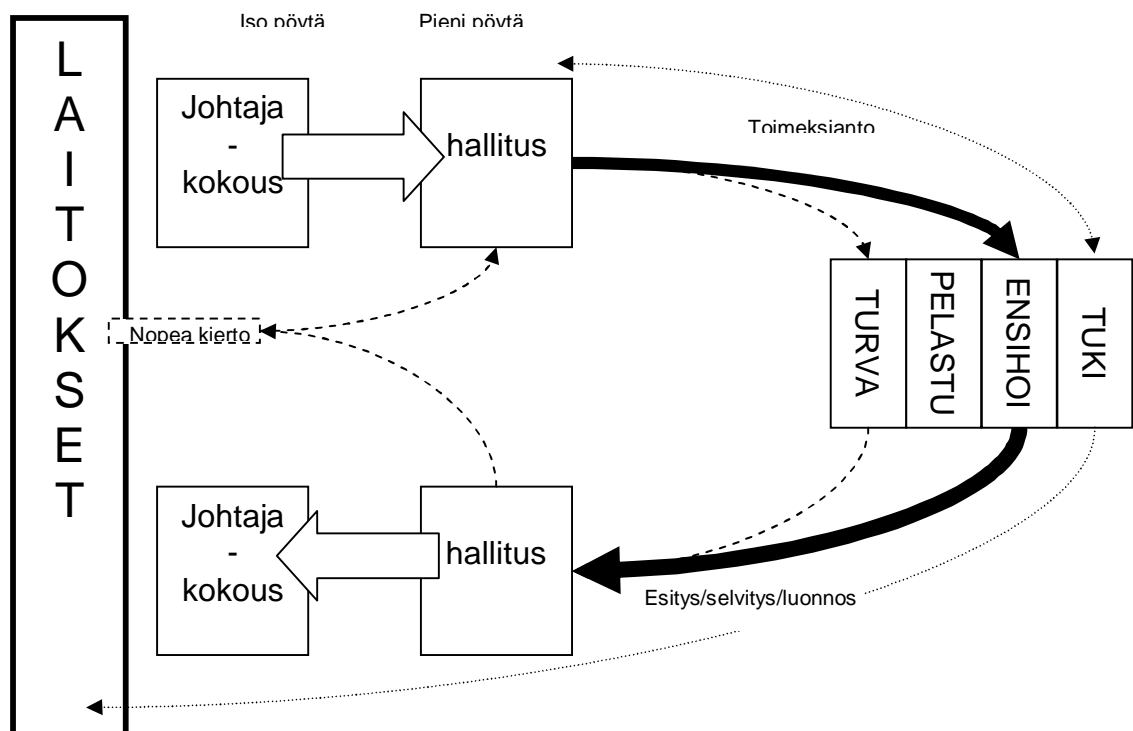 Iso pöytä
Pieni pöytä
LAITOKSET
Johtaja
-
kokous
hallitus
Toimeksianto
TURVA
PELASTU
ENSIHOI
TUKI
Nopea kierto
Johtaja
-
kokous
hallitus
Esitys/selvitys/luonnos